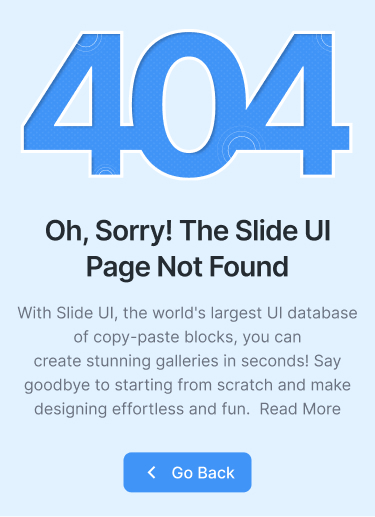 404
Oh, Sorry! The Slide UI
Page Not Found
With Slide UI, the world's largest UI database
of copy-paste blocks, you can
create stunning galleries in seconds! Say
goodbye to starting from scratch and make
designing effortless and fun.  Read More
Go Back